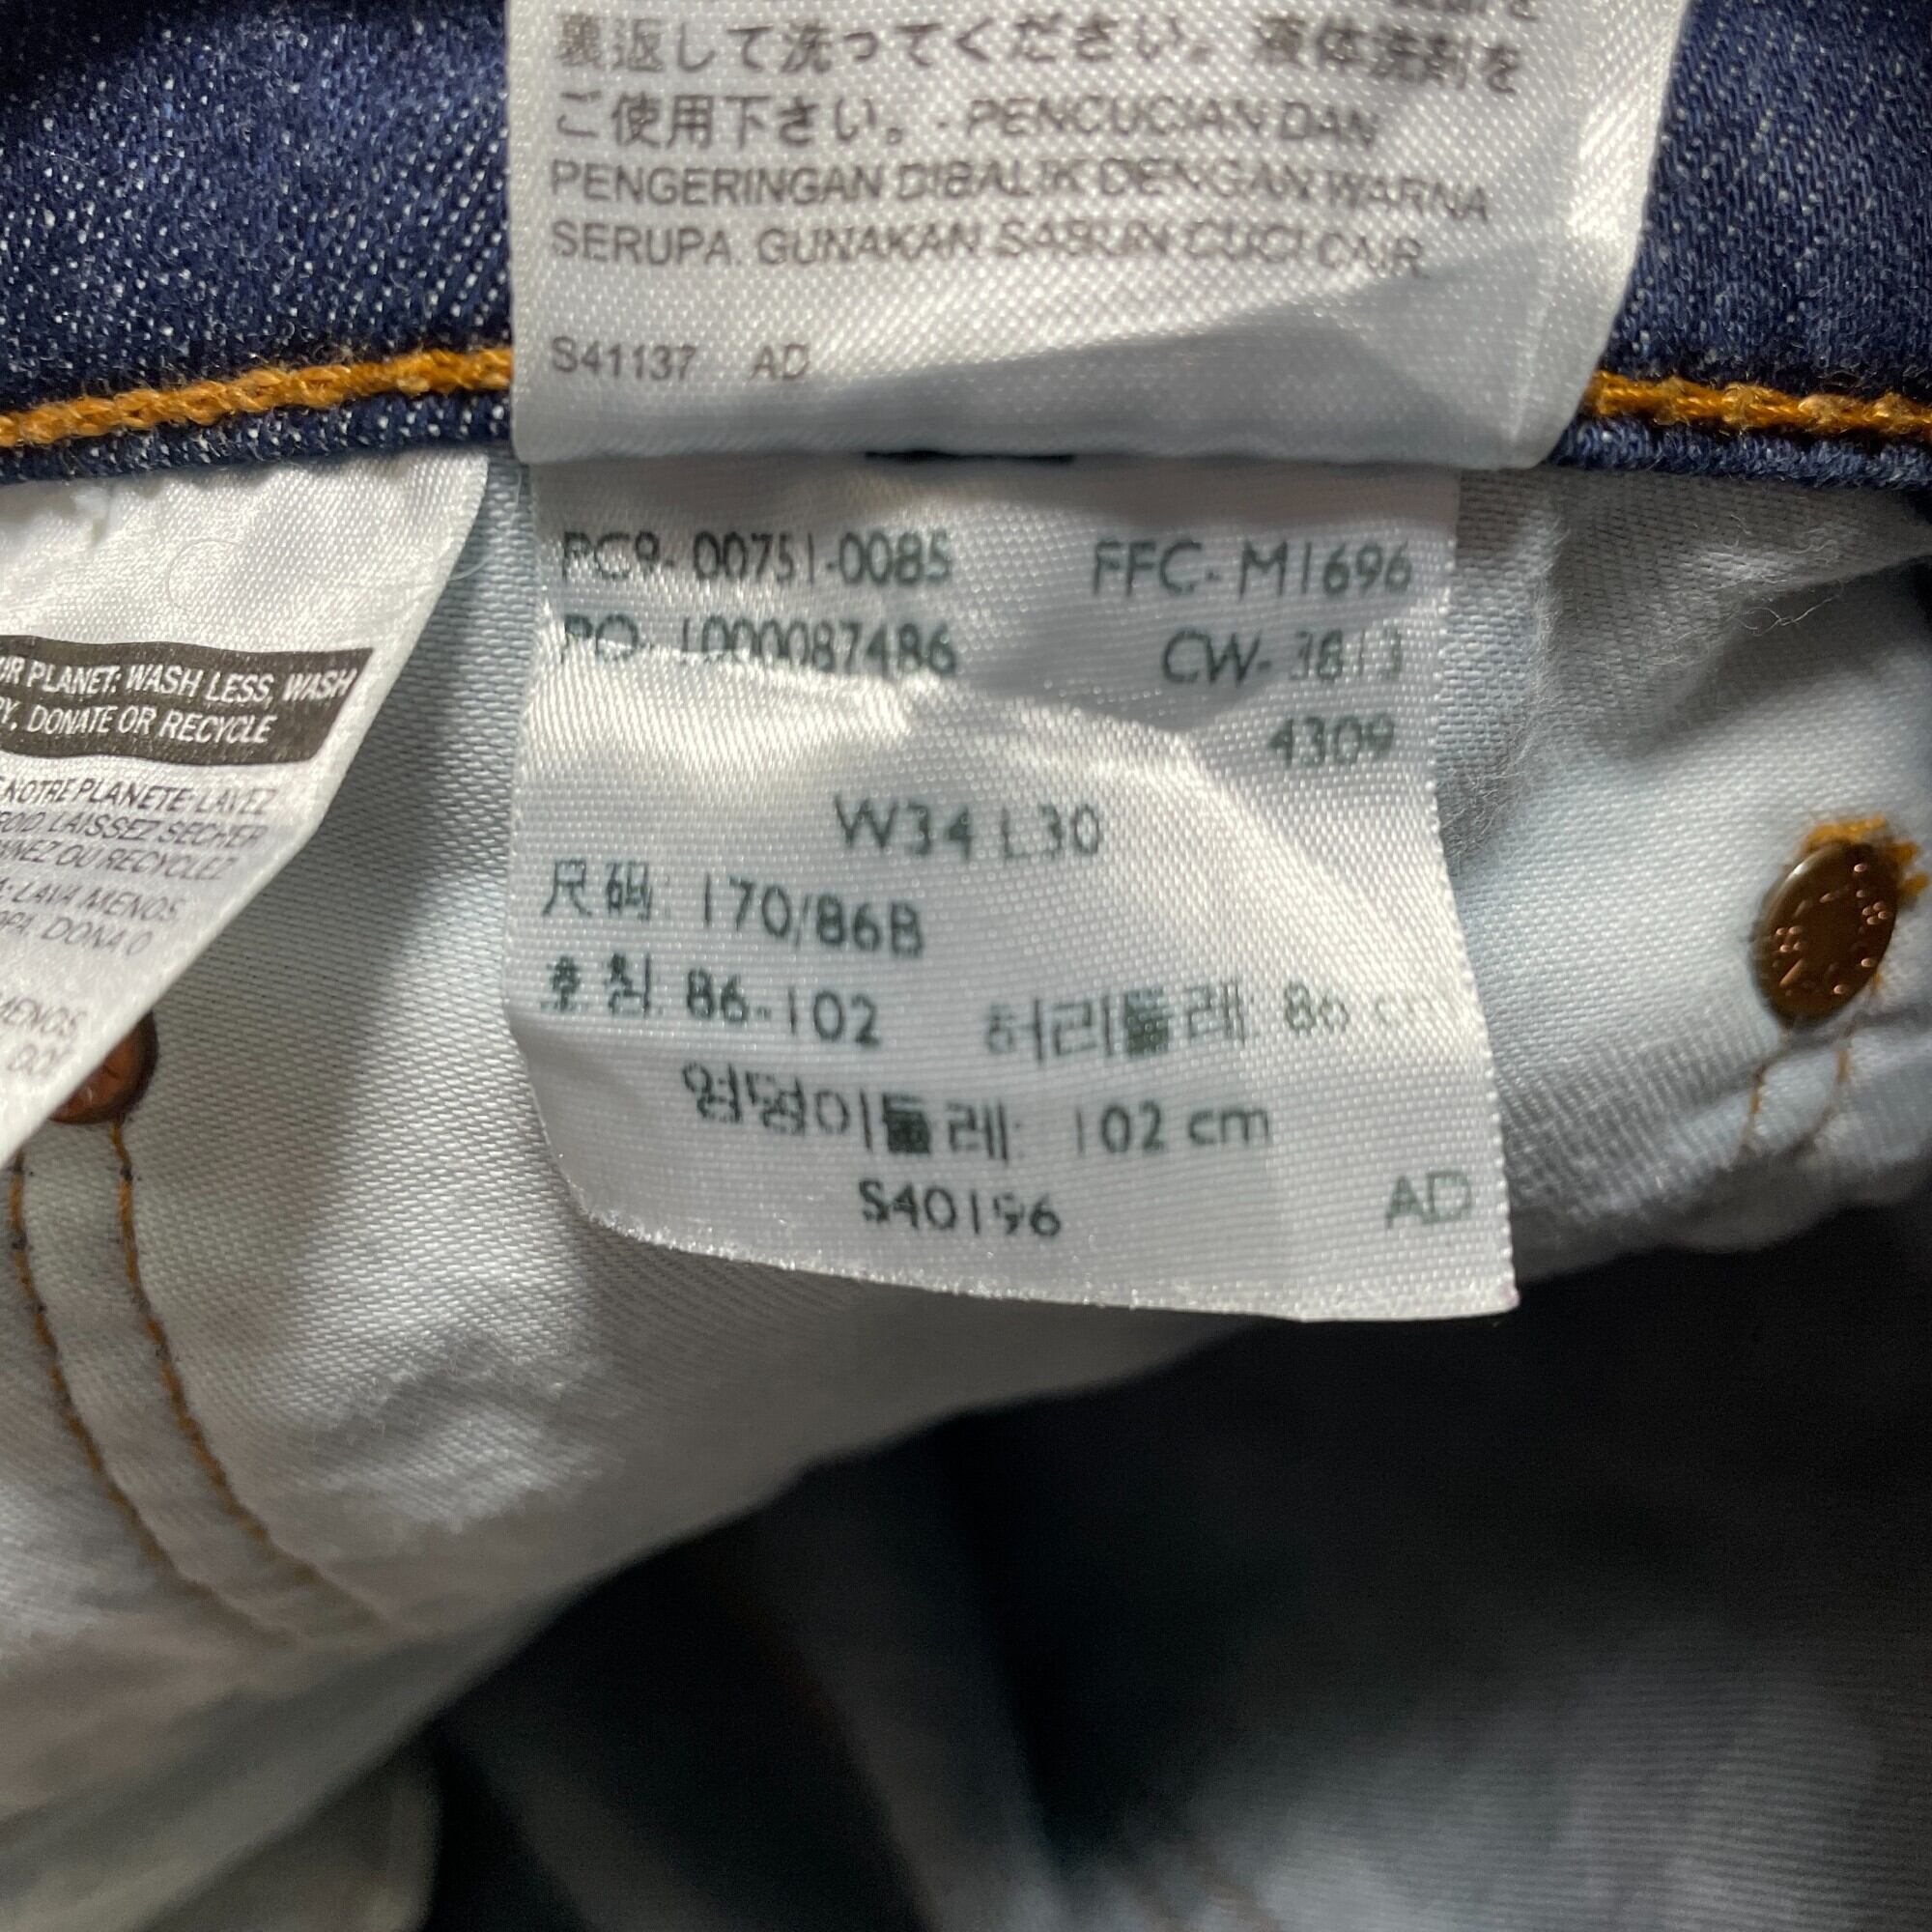 裏返して洗ってください。液体洗剤を
ご使用下さい。- PENCUCIAN DAN
PENGERINGAN DIBALIK DENGAN WARNA
SERUPA. GUNAKAN SABUN CUCI CAIR.
S41137 AD
PC9- 00751-0085 FFC- M1696
PO- 1000087486 CW- 3813
4309
W34 L30
尺码: 170/86B
호칭: 86-102 허리둘레: 86 cm
엉덩이둘레: 102 cm
S40196 AD
PLANET: WASH LESS, WASH
DONATE OR RECYCLE
NOTRE PLANETE: LAVEZ
LAISSEZ SECHER
OU RECYCLEZ
LAVA MENOS
DONA O